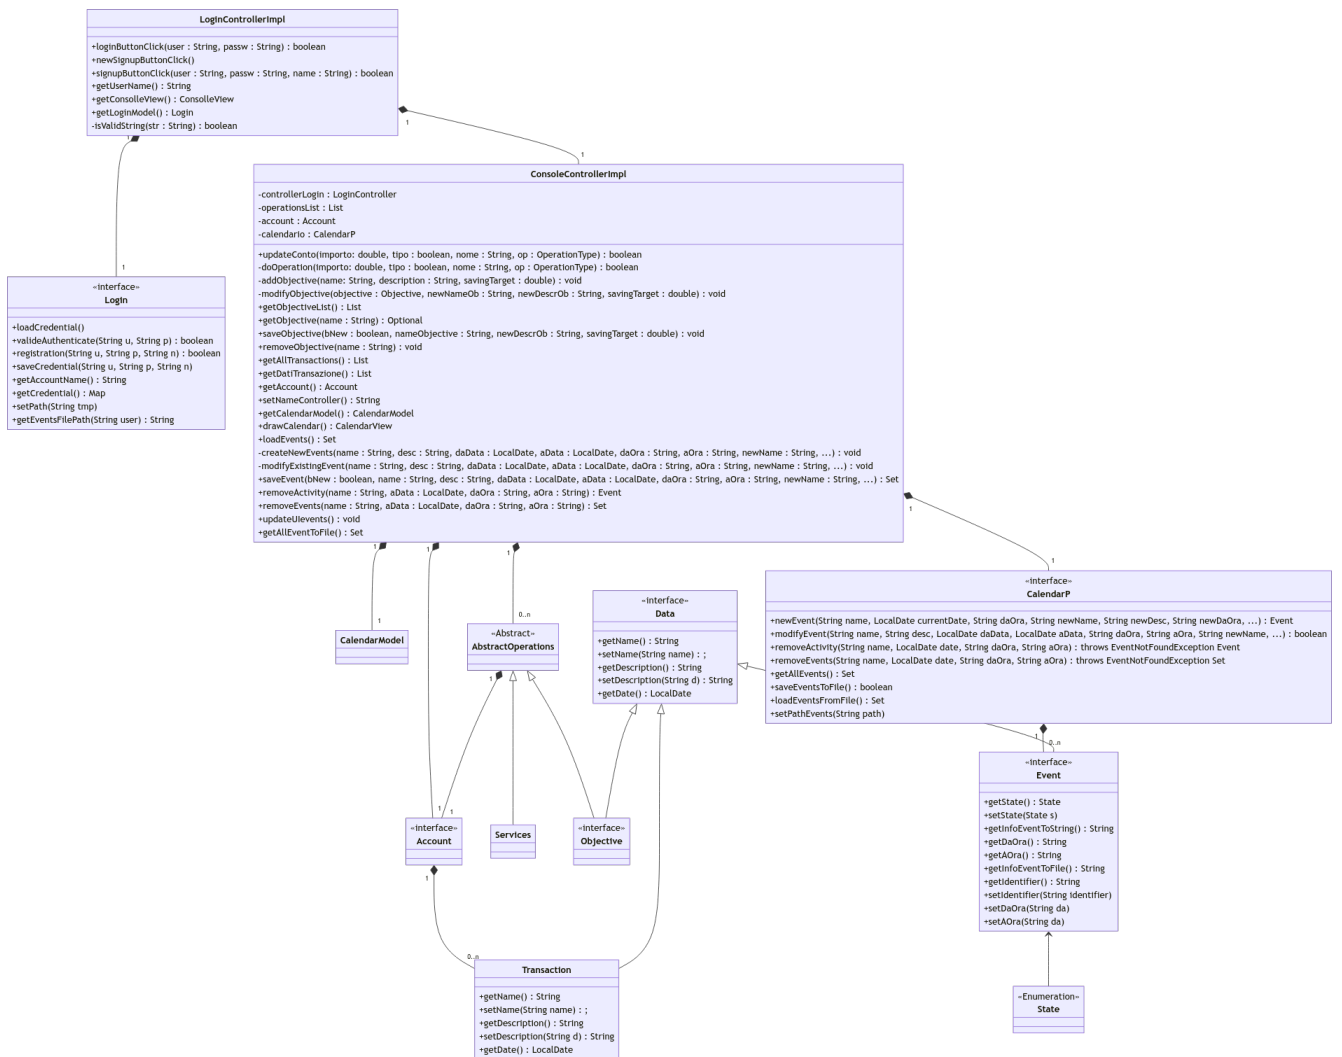 LoginControllerImpl
+loginButtonClick(user : String, passw : String) : boolean
+newSignupButtonClick()
+signupButtonClick(user : String, passw : String, name : String) : boolean
+getUserName() : String
+getConsolleView() : ConsolleView
+getLoginModel() : Login
-isValidString(str : String) : boolean
1
1
1
1
ConsoleControllerImpl
-controllerLogin : LoginController
-operationsList : List
-account : Account
-calendario : CalendarP
+updateConto(importo: double, tipo : boolean, nome : String, op : OperationType) : boolean
-doOperation(importo: double, tipo : boolean, nome : String, op : OperationType) : boolean
-addObjective(name: String, description : String, savingTarget : double) : void
-modifyObjective(objective : Objective, newNameOb : String, newDescrOb : String, savingTarget : double) : void
+getObjectiveList() : List
+getObjective(name : String) : Optional
+saveObjective(bNew : boolean, nameObjective : String, newDescrOb : String, savingTarget : double) : void
+removeObjective(name : String) : void
+getAllTransactions() : List
+getDatiTransazione() : List
+getAccount() : Account
+setNameController() : String
+getCalendarModel() : CalendarModel
+drawCalendar() : CalendarView
+loadEvents() : Set
-createNewEvents(name : String, desc : String, daData : LocalDate, aData : LocalDate, daOra : String, aOra : String, newName : String, ...) : void
-modifyExistingEvent(name : String, desc : String, daData : LocalDate, aData : LocalDate, daOra : String, aOra : String, newName : String, ...) : void
+saveEvent(bNew : boolean, name : String, desc : String, daData : LocalDate, aData : LocalDate, daOra : String, aOra : String, newName : String, ...) : Set
+removeActivity(name : String, aData : LocalDate, daOra : String, aOra : String) : Event
+removeEvents(name : String, aData : LocalDate, daOra : String, aOra : String) : Set
+updateUievents() : void
+getAllEventToFile() : Set
«interface»
Login
+loadCredential()
+valideAuthenticate(String u, String p) : boolean
+registration(String u, String p, String n) : boolean
+saveCredential(String u, String p, String n)
+getAccountName() : String
+getCredential() : Map
+setPath(String tmp)
+getEventsFilePath(String user) : String
1
1
1
1
1
0..n
1
1
CalendarModel
«Abstract»
AbstractOperations
1
«interface»
Data
+getName() : String
+setName(String name) : ;
+getDescription() : String
+setDescription(String d) : String
+getDate() : LocalDate
«interface»
CalendarP
+newEvent(String name, LocalDate currentDate, String daOra, String newName, String newDesc, String newDaOra, ...) : Event
+modifyEvent(String name, String desc, LocalDate daData, LocalDate aData, String daOra, String aOra, String newName, ...) : boolean
+removeActivity(String name, LocalDate date, String daOra, String aOra) : throws EventNotFoundException Event
+removeEvents(String name, LocalDate date, String daOra, String aOra) : throws EventNotFoundException Set
+getAllEvents() : Set
+saveEventsToFile() : boolean
+loadEventsFromFile() : Set
+setPathEvents(String path)
1
0..n
«interface»
Event
+getState() : State
+setState(State s)
+getInfoEventToString() : String
+getDaOra() : String
+getAOra() : String
+getInfoEventToFile() : String
+getIdentifier() : String
+setIdentifier(String identifier)
+setDaOra(String da)
+setAOra(String da)
1
1
«interface»
Account
Services
«interface»
Objective
1
0..n
Transaction
+getName() : String
+setName(String name) : ;
+getDescription() : String
+setDescription(String d) : String
+getDate() : LocalDate
«Enumeration»
State